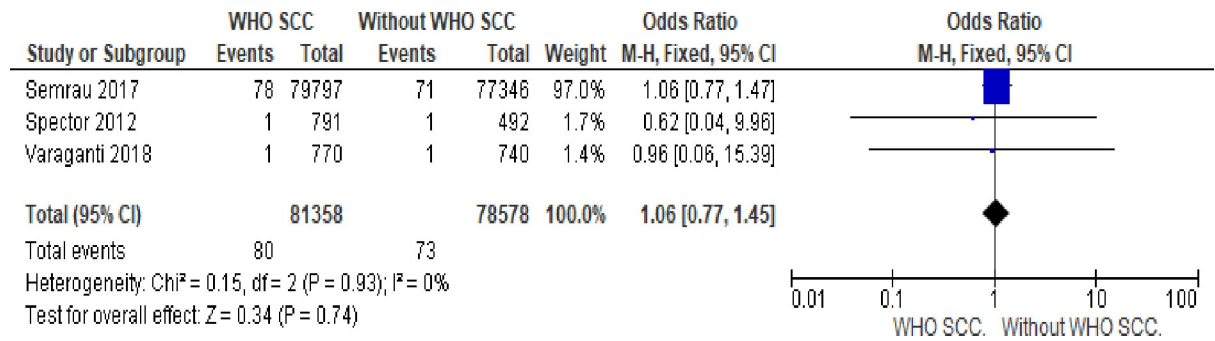 WHO SCC Without WHO SCC Odds Ratio Odds Ratio
Study or Subgroup Events Total Events Total Weight M-H, Fixed, 95% CI M-H, Fixed, 95% CI
Semrau 2017 78 79797 71 77346 97.0% 1.06 [0.77, 1.47]
Spector 2012 1 791 1 492 1.7% 0.62 [0.04, 9.96]
Varaganti 2018 1 770 1 740 1.4% 0.96 [0.06, 15.39]
Total (95% CI) 81358 78578 100.0% 1.06 [0.77, 1.45]
Total events 80 73
Heterogeneity: Chi² = 0.15, df = 2 (P = 0.93); I² = 0%
Test for overall effect: Z = 0.34 (P = 0.74)
0.01 0.1 1 10 100
WHO SCC. Without WHO SCC.